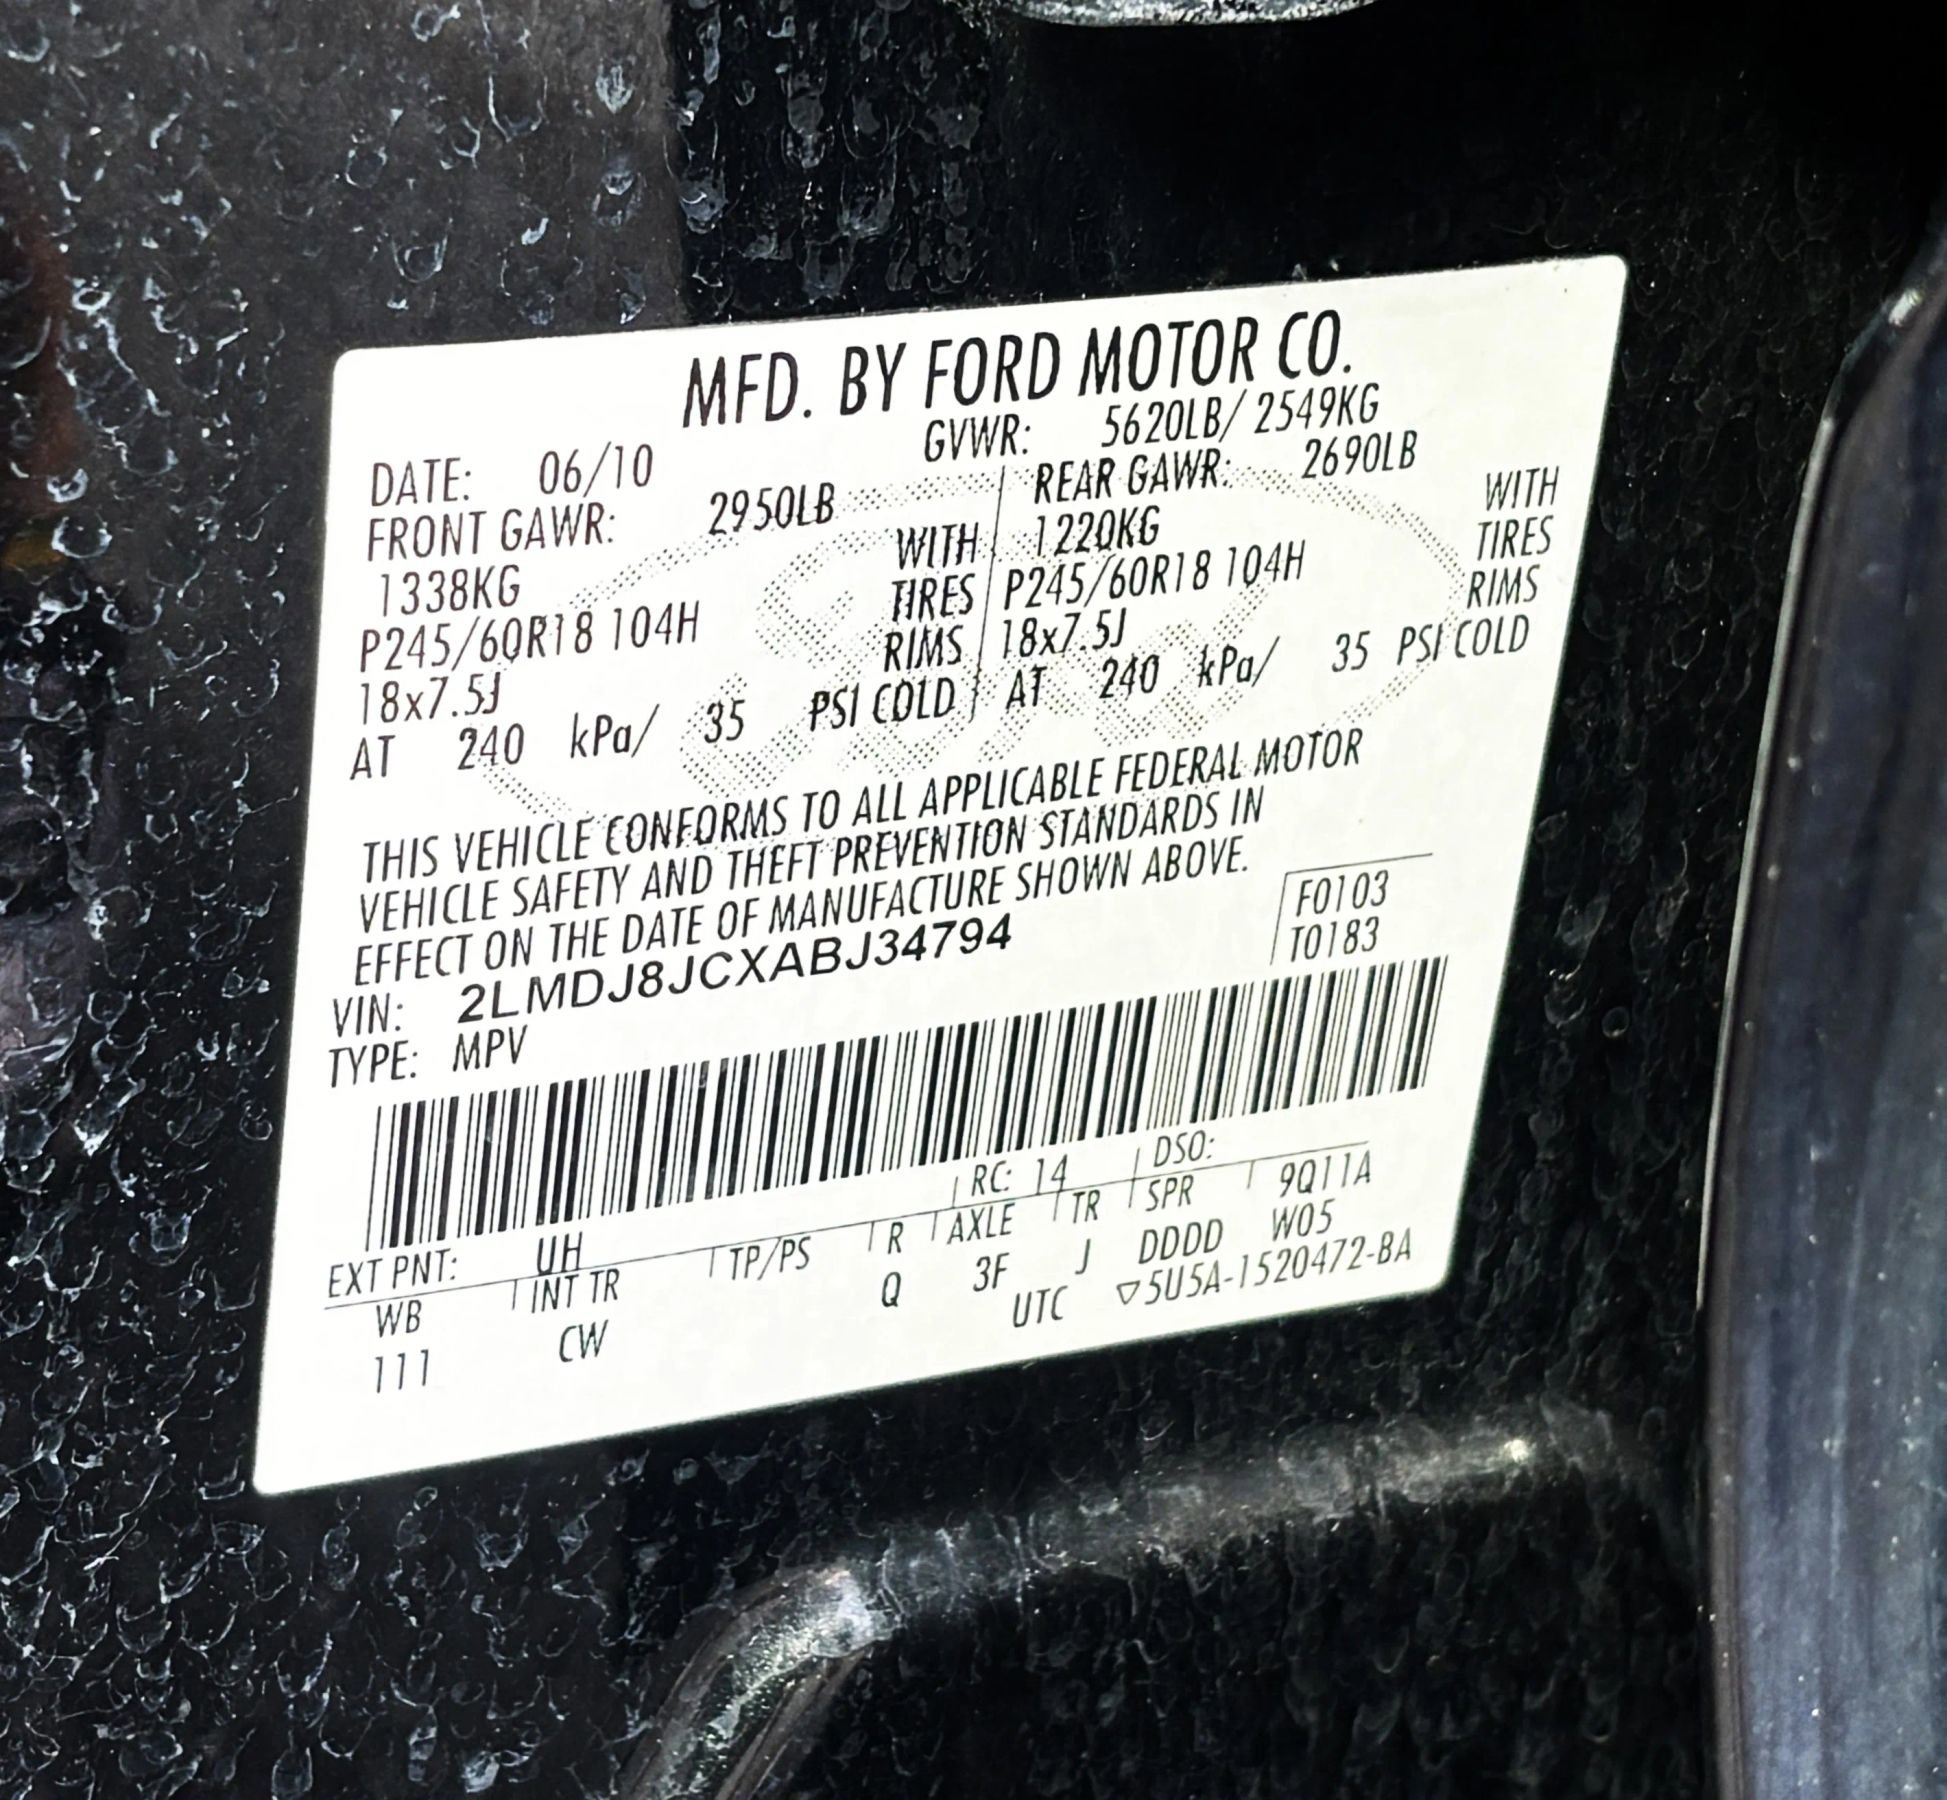 MFD. BY FORD MOTOR CO.
DATE: 06/10 GVWR: 5620LB/ 2549KG
FRONT GAWR: 2950LB REAR GAWR: 2690LB
1338KG WITH 1220KG WITH
P245/60R18 104H TIRES P245/60R18 104H TIRES
18x7.5J RIMS 18x7.5J RIMS
AT 240 kPa/ 35 PSI COLD AT 240 kPa/ 35 PSI COLD
THIS VEHICLE CONFORMS TO ALL APPLICABLE FEDERAL MOTOR
VEHICLE SAFETY AND THEFT PREVENTION STANDARDS IN
EFFECT ON THE DATE OF MANUFACTURE SHOWN ABOVE.
VIN: 2LMDJ8JCXABJ34794 F0103
TYPE: MPV T0183
EXT PNT: UH RC: 14 DSO:
WB INT TR TP/PS R AXLE TR SPR 9Q11A
111 CW Q 3F J DDDD W05
UTC ▽5U5A-1520472-BA